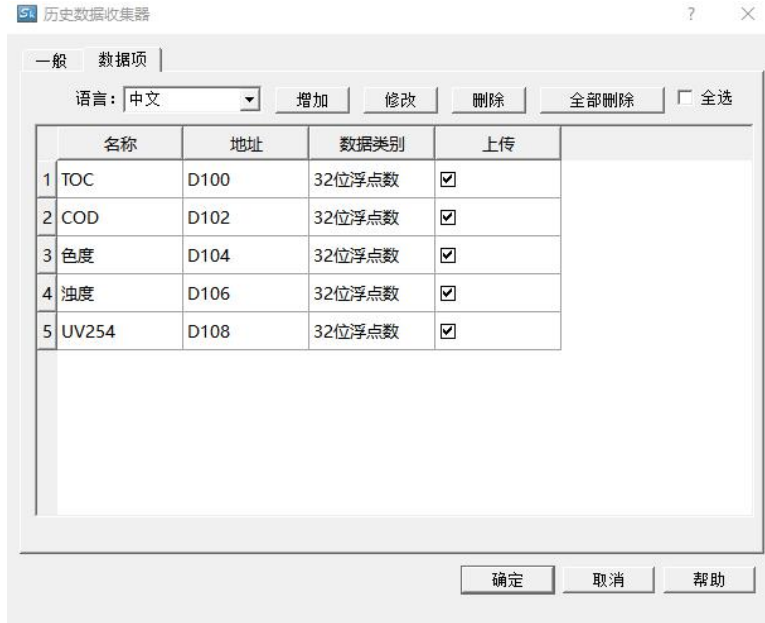 Sk 历史数据收集器 ? ×
一般 数据项
语言: 中文 增加 修改 删除 全部删除 全选
名称 地址 数据类别 上传
1 TOC D100 32位浮点数
2 COD D102 32位浮点数
3 色度 D104 32位浮点数
4 浊度 D106 32位浮点数
5 UV254 D108 32位浮点数
确定 取消 帮助